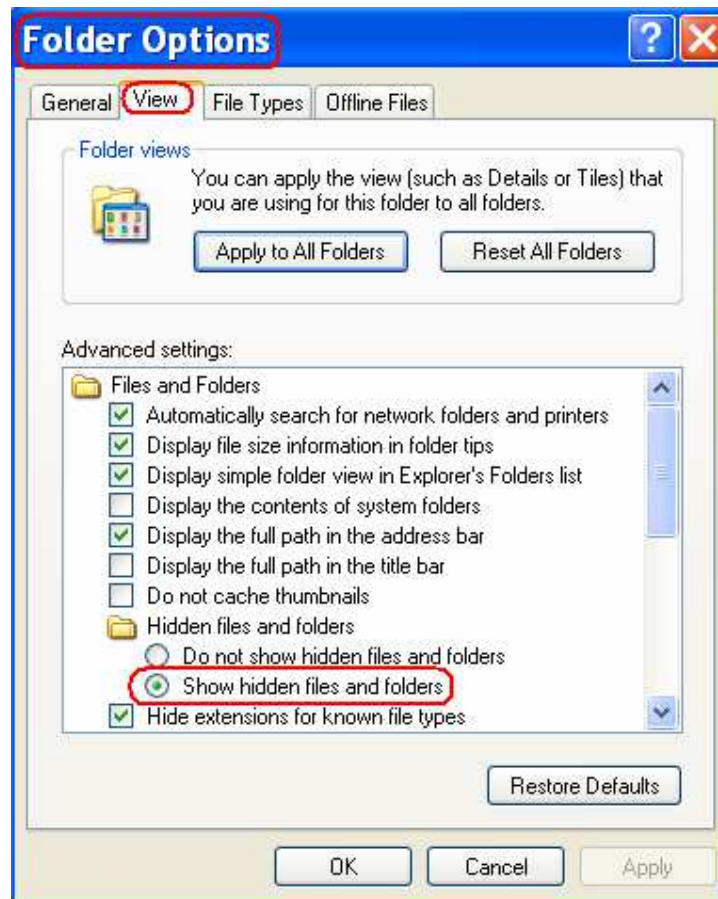 Folder Options
?
General View File Types Offline Files
Folder views
You can apply the view (such as Details or Tiles) that
you are using for this folder to all folders.
Apply to All Folders Reset All Folders
Advanced settings:
Files and Folders
Automatically search for network folders and printers
Display file size information in folder tips
Display simple folder view in Explorer's Folders list
Display the contents of system folders
Display the full path in the address bar
Display the full path in the title bar
Do not cache thumbnails
Hidden files and folders
Do not show hidden files and folders
Show hidden files and folders
Hide extensions for known file types
Restore Defaults
OK Cancel Apply